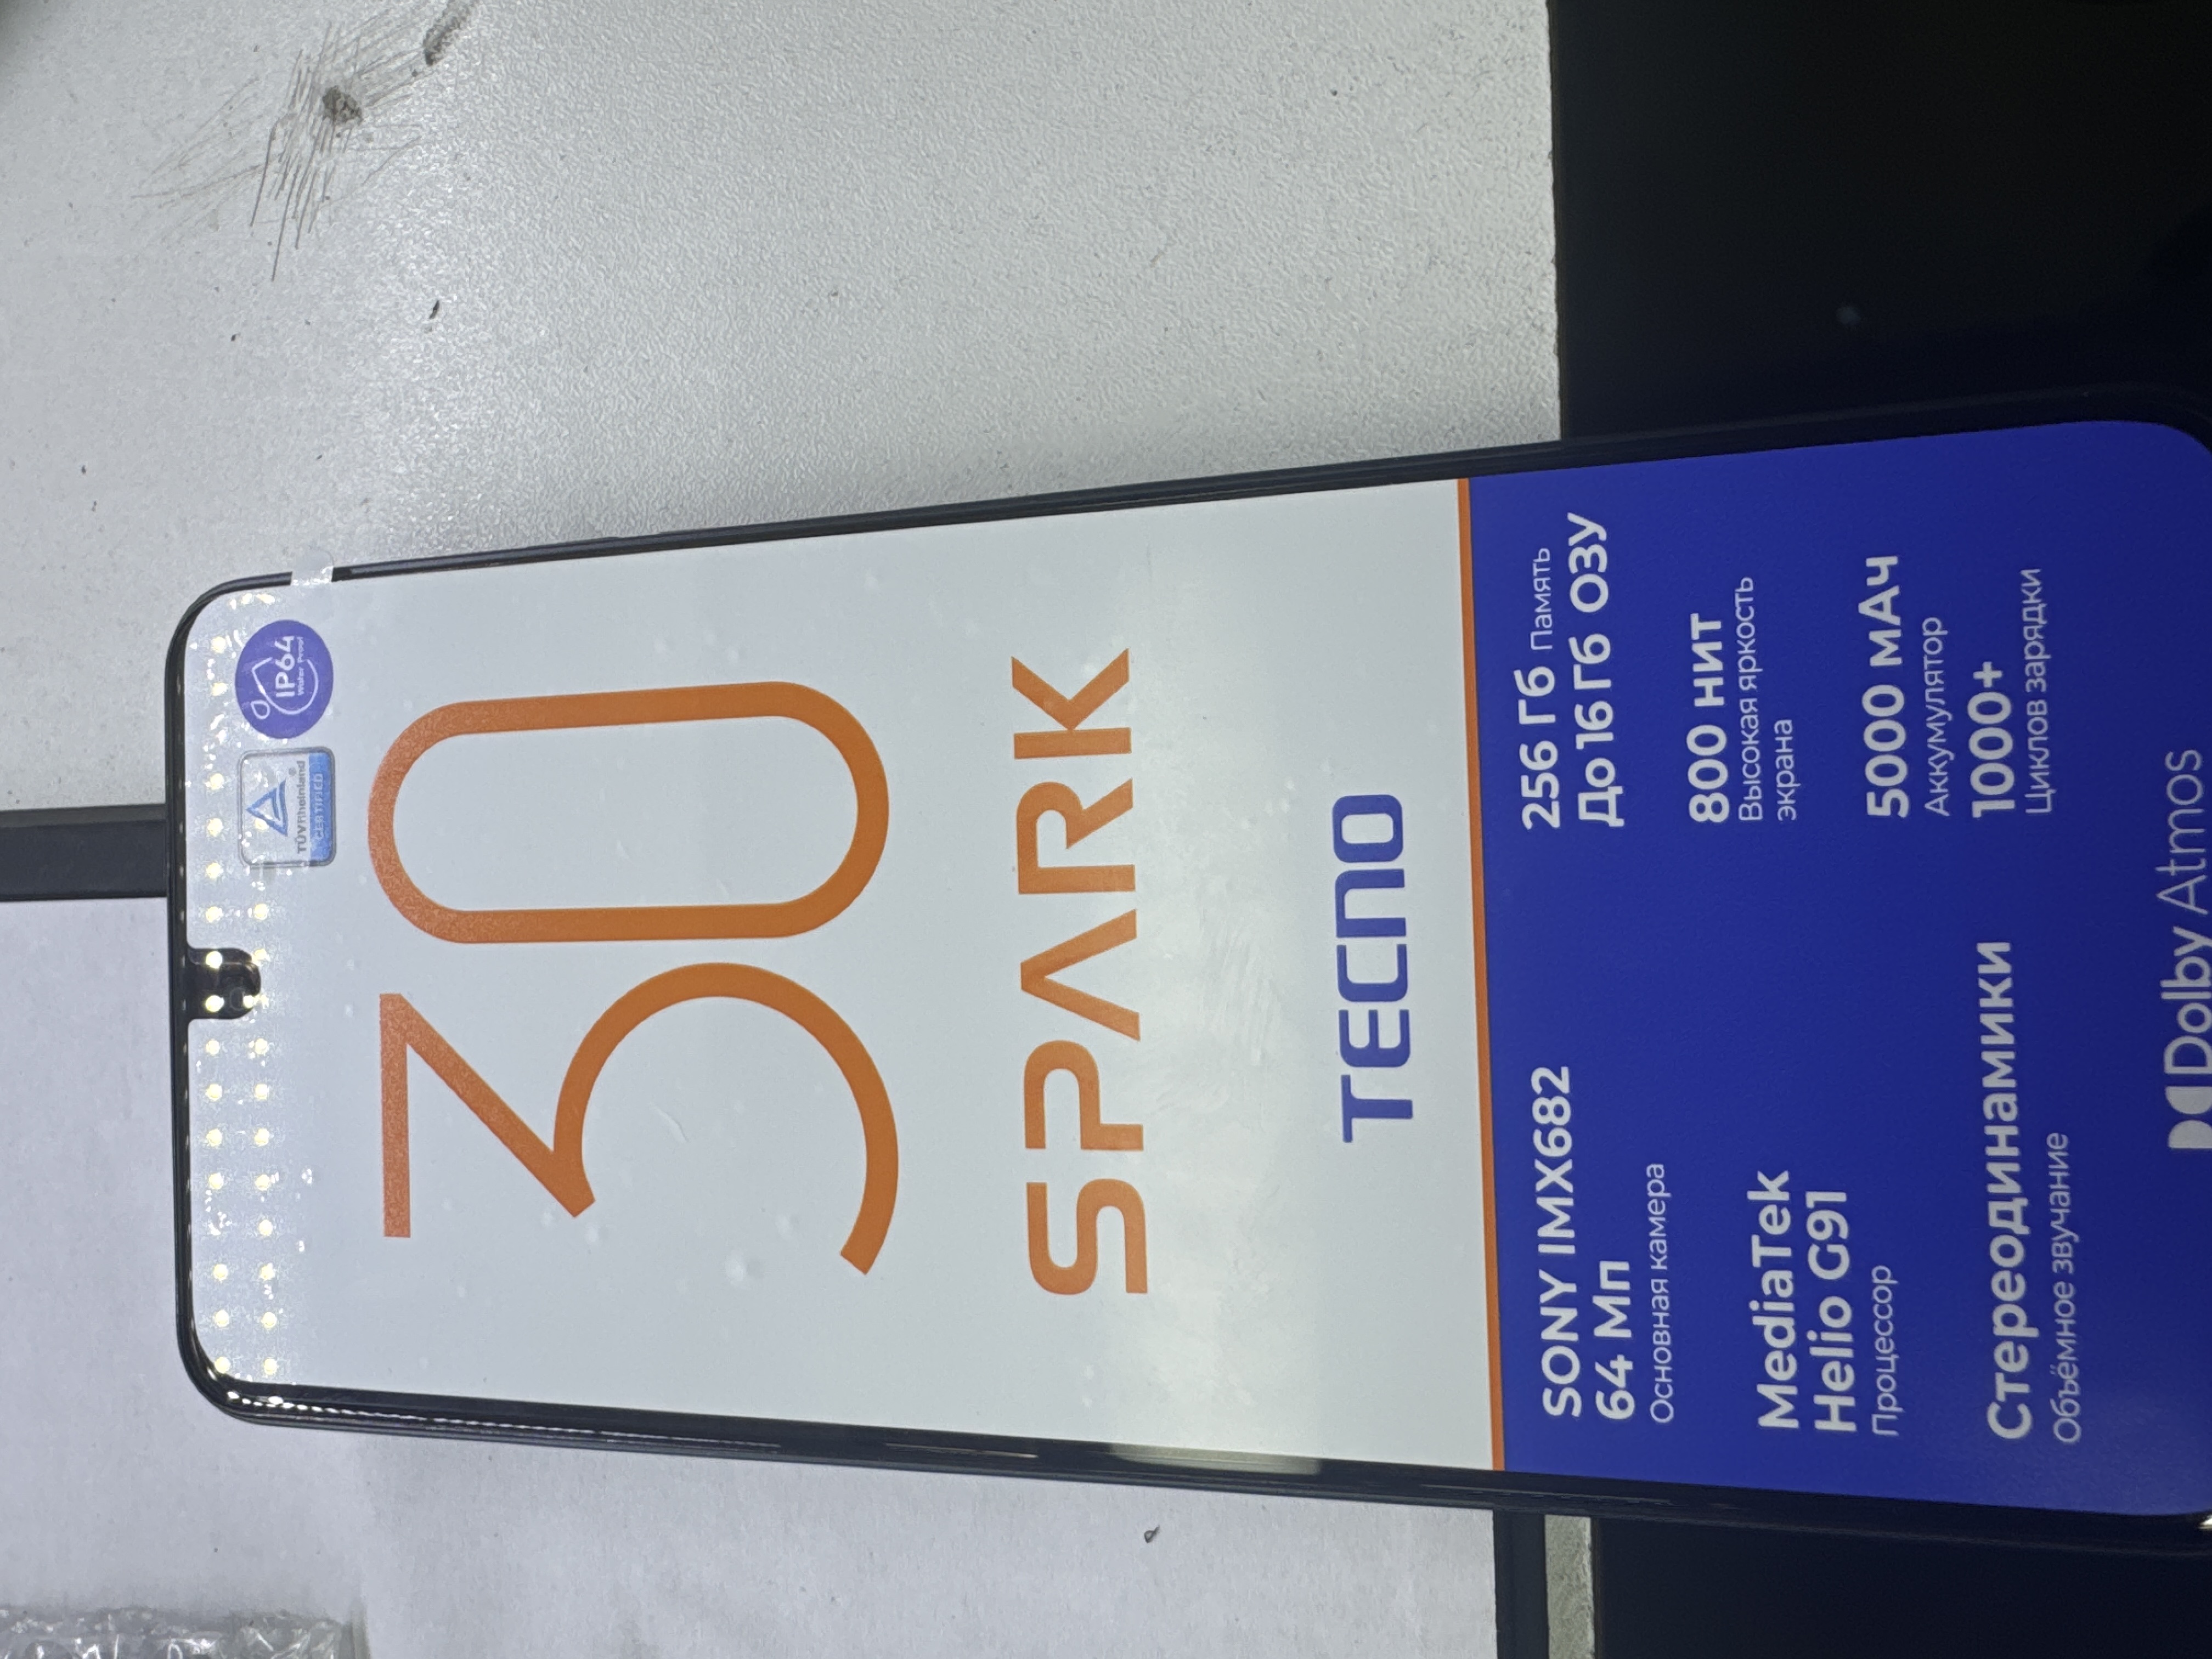 TÜVRheinland®
CERTIFIED
IP64
Water Proof
30
SPARK
TECNO
SONY IMX682
64 Мп
Основная камера
MediaTek
Helio G91
Процессор
Стереодинамики
Объёмное звучание
256 Гб Память
До 16 Гб ОЗУ
800 нит
Высокая яркость
экрана
5000 мАч
Аккумулятор
1000+
Циклов зарядки
Dolby Atmos